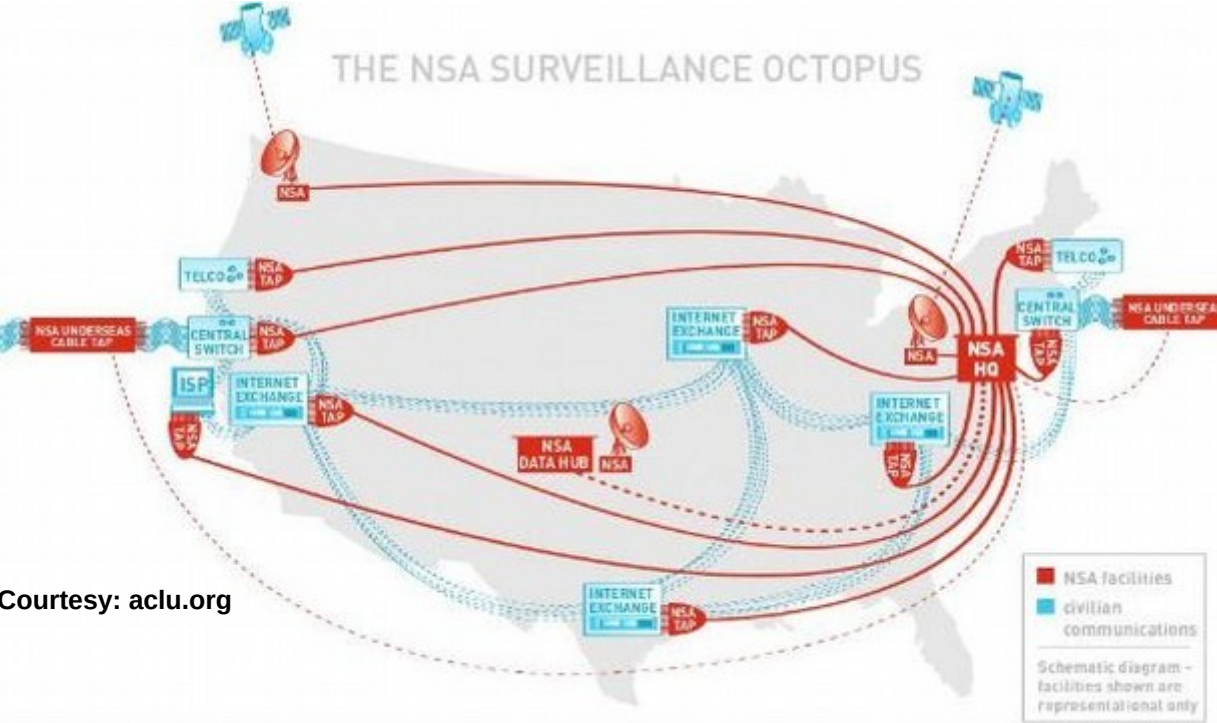 THE NSA SURVEILLANCE OCTOPUS
NSA
TELCO
NSA
TAP
NSA UNDERSEAS
CABLE TAP
CENTRAL
SWITCH
NSA
TAP
ISP
NSA
TAP
INTERNET
EXCHANGE
NSA
TAP
INTERNET
EXCHANGE
NSA
TAP
NSA
DATA HUB
NSA
NSA
NSA
HQ
NSA
TAP
TELCO
CENTRAL
SWITCH
NSA
TAP
NSA UNDERSEA
CABLE TAP
INTERNET
EXCHANGE
NSA
TAP
INTERNET
EXCHANGE
NSA
TAP
Courtesy: aclu.org
NSA facilities
civilian
communications
Schematic diagram –
facilities shown are
representational only